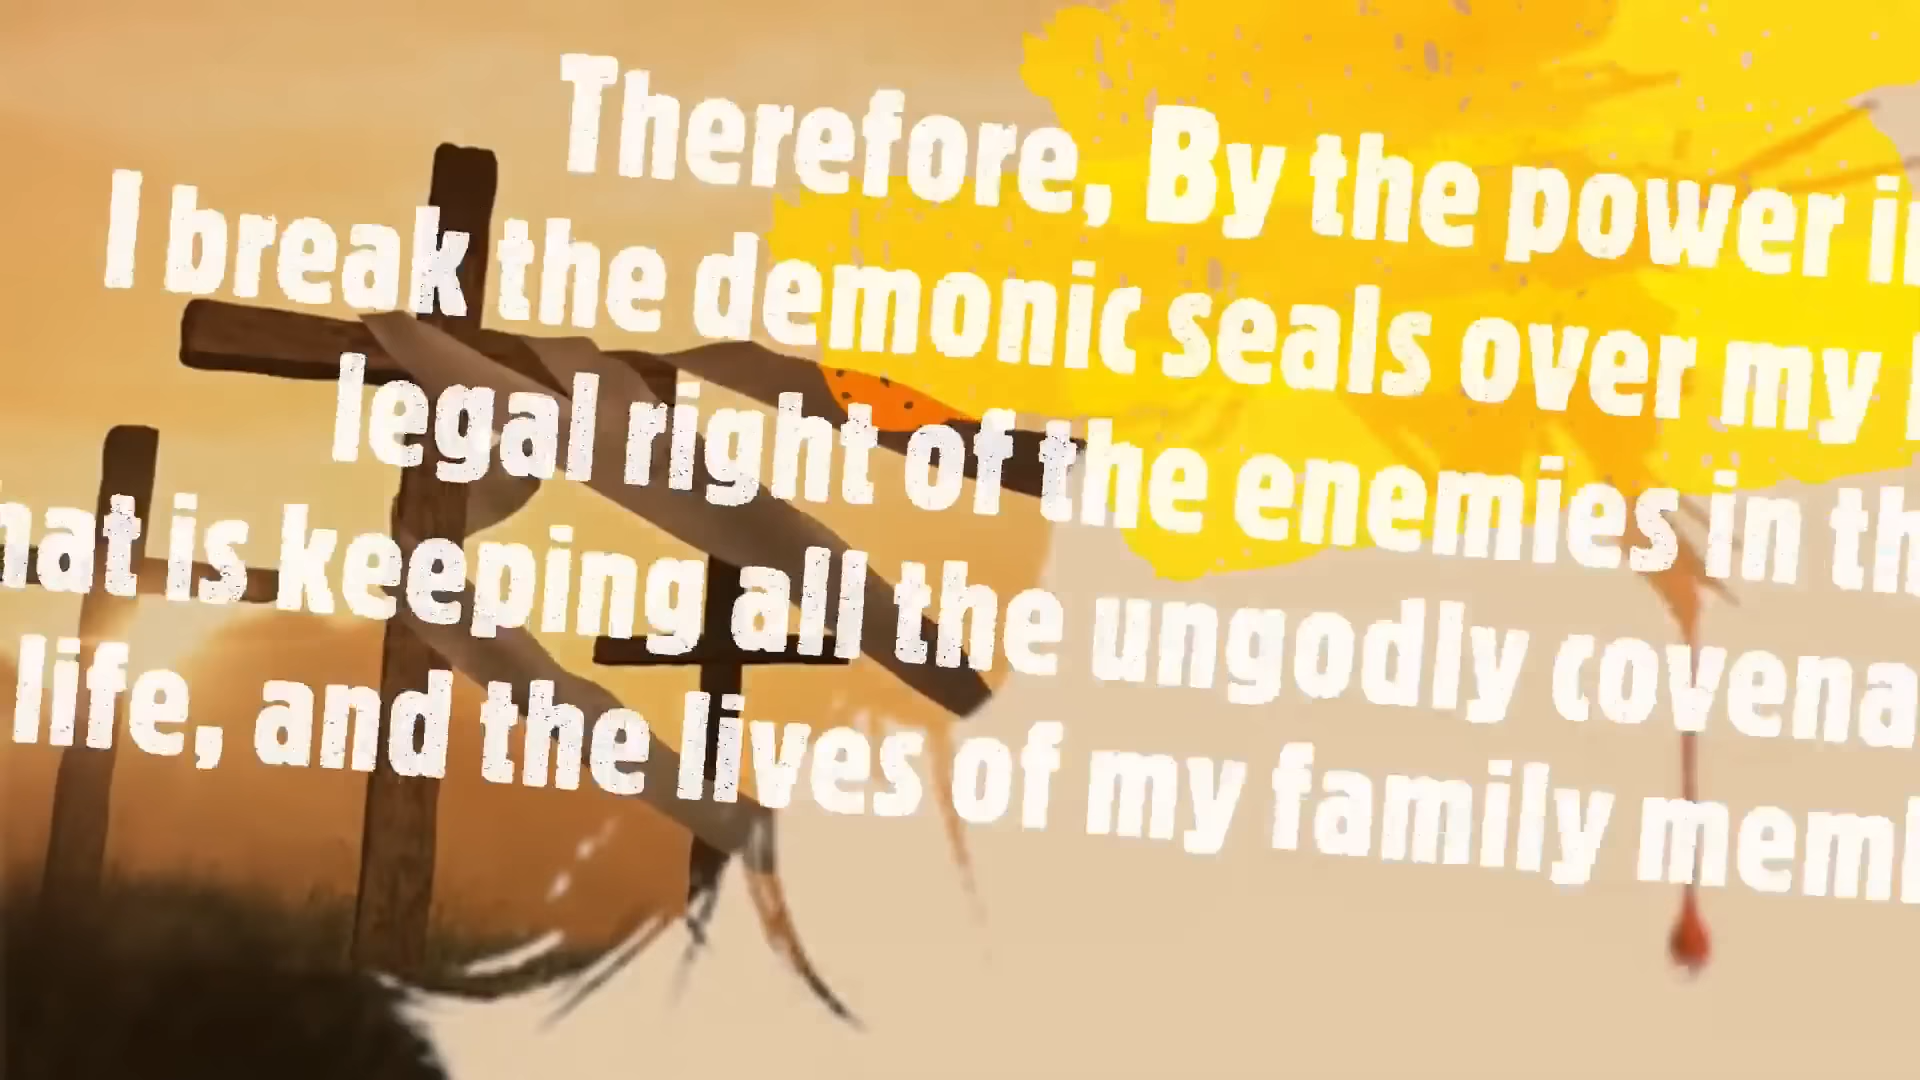 Therefore, By the power
I break the demonic seals over my
legal right of the enemies in
is keeping all the ungodly
life, and the lives of my family